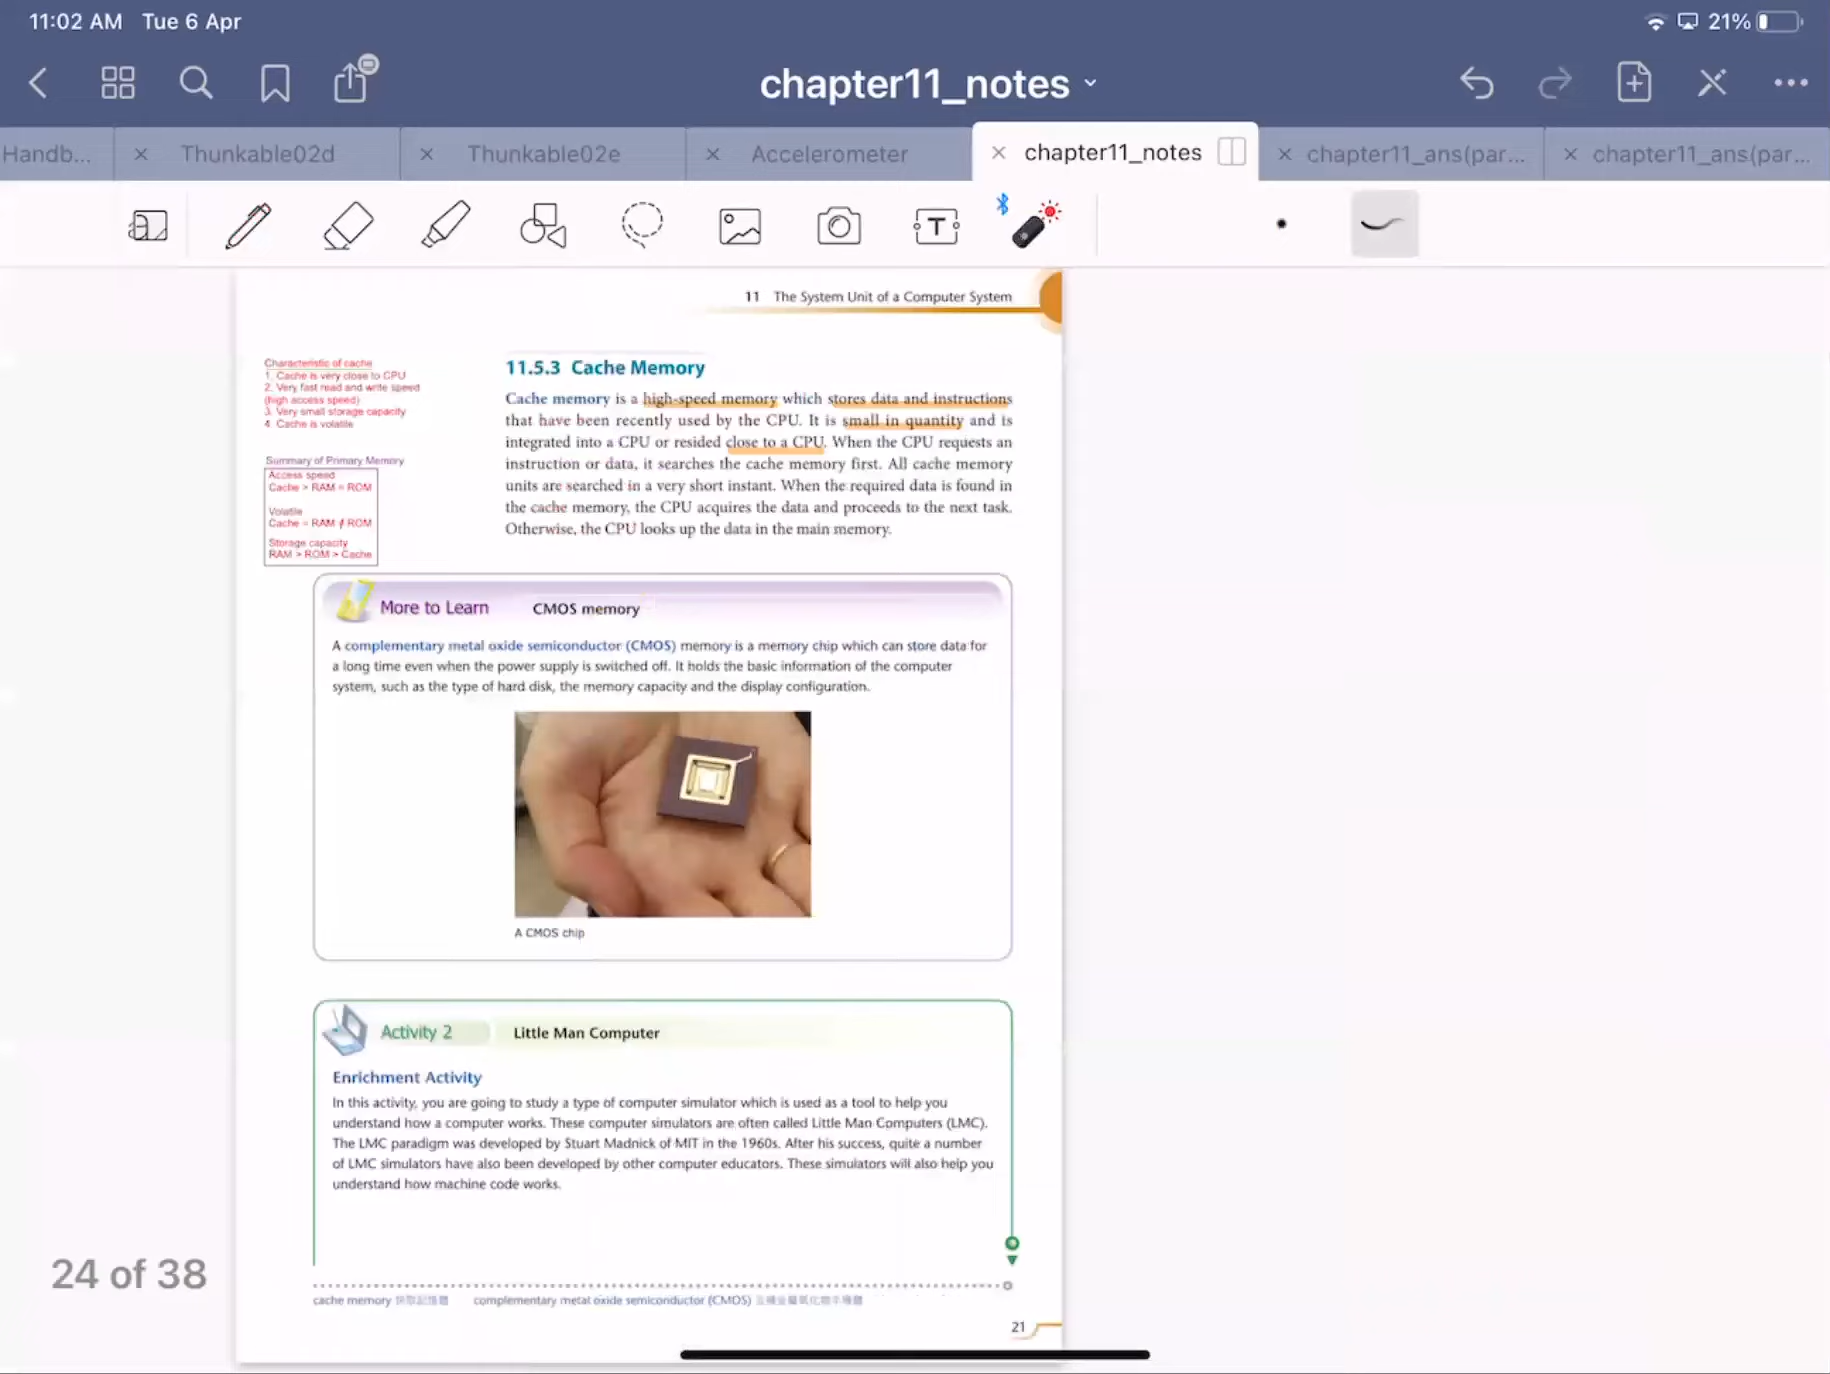 11:02 AM Tue 6 Apr
21%
chapter11_notes
Handb...
Thunkable02d
Thunkable02e
Accelerometer
chapter11_notes
chapter11_ans(par...
chapter11_ans(par...
11 The System Unit of a Computer System
Characteristic of cache
1. Cache is very close to CPU
2. Very fast read and write speed
(high access speed)
3. Very small storage capacity
4. Cache is volatile
Summary of Primary Memory
Access speed
Cache > RAM = ROM
Volatile
Cache = RAM ≠ ROM
Storage capacity
RAM > ROM > Cache
11.5.3 Cache Memory
Cache memory is a high-speed memory which stores data and instructions
that have been recently used by the CPU. It is small in quantity and is
integrated into a CPU or resided close to a CPU. When the CPU requests an
instruction or data, it searches the cache memory first. All cache memory
units are searched in a very short instant. When the required data is found in
the cache memory, the CPU acquires the data and proceeds to the next task.
Otherwise, the CPU looks up the data in the main memory.
More to Learn CMOS memory
A complementary metal oxide semiconductor (CMOS) memory is a memory chip which can store data for
a long time even when the power supply is switched off. It holds the basic information of the computer
system, such as the type of hard disk, the memory capacity and the display configuration.
A CMOS chip
Activity 2 Little Man Computer
Enrichment Activity
In this activity, you are going to study a type of computer simulator which is used as a tool to help you
understand how a computer works. These computer simulators are often called Little Man Computers (LMC).
The LMC paradigm was developed by Stuart Madnick of MIT in the 1960s. After his success, quite a number
of LMC simulators have also been developed by other computer educators. These simulators will also help you
understand how machine code works.
24 of 38
cache memory complementary metal oxide semiconductor (CMOS)
21